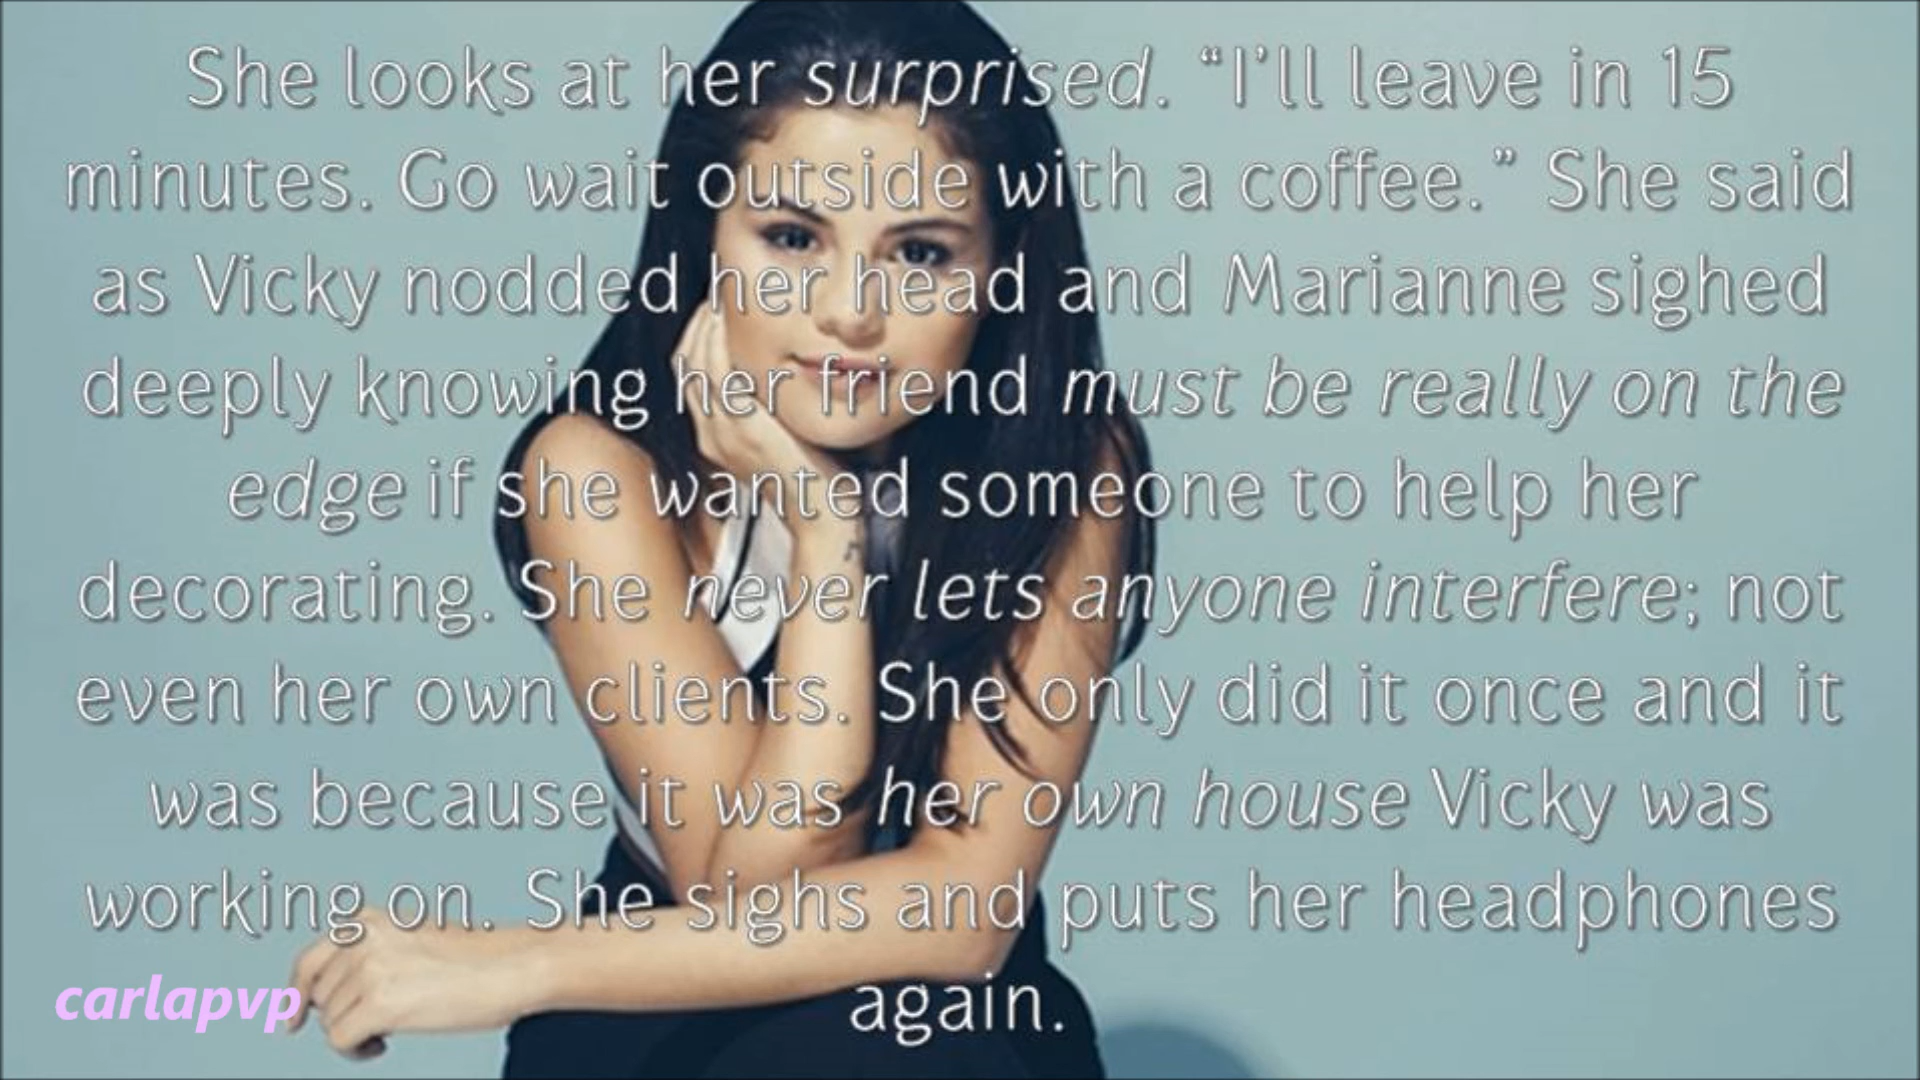 She looks at her surprised. “I’ll leave in 15
minutes. Go wait outside with a coffee.” She said
as Vicky nodded her head and Marianne sighed
deeply knowing her friend must be really on the
edge if she wanted someone to help her
decorating. She never lets anyone interfere; not
even her own clients. She only did it once and it
was because it was her own house Vicky was
working on. She sighs and puts her headphones
again.
carlapvp